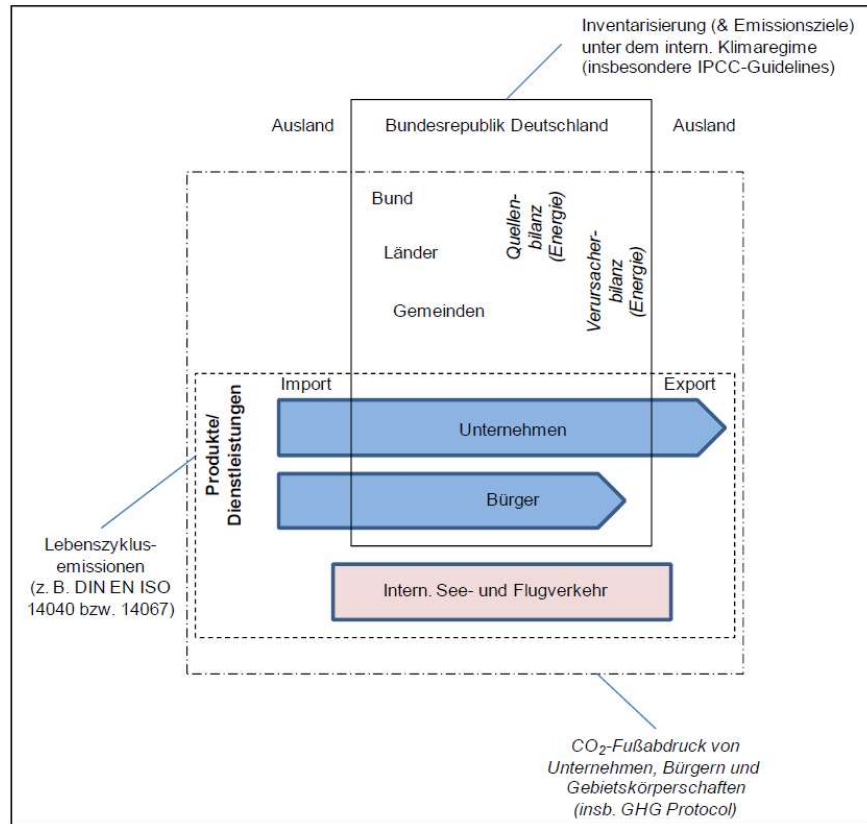 Inventarisierung (& Emissionsziele)
unter dem intern. Klimaregime
(insbesondere IPCC-Guidelines)
Ausland
Bundesrepublik Deutschland
Ausland
Bund
Länder
Gemeinden
Quellen-
bilanz
(Energie)
Verursacher-
bilanz
(Energie)
Import
Export
Produkte/
Dienstleistungen
Unternehmen
Bürger
Intern. See- und Flugverkehr
Lebenszyklus-
emissionen
(z. B. DIN EN ISO
14040 bzw. 14067)
CO₂-Fußabdruck von
Unternehmen, Bürgern und
Gebietskörperschaften
(insb. GHG Protocol)